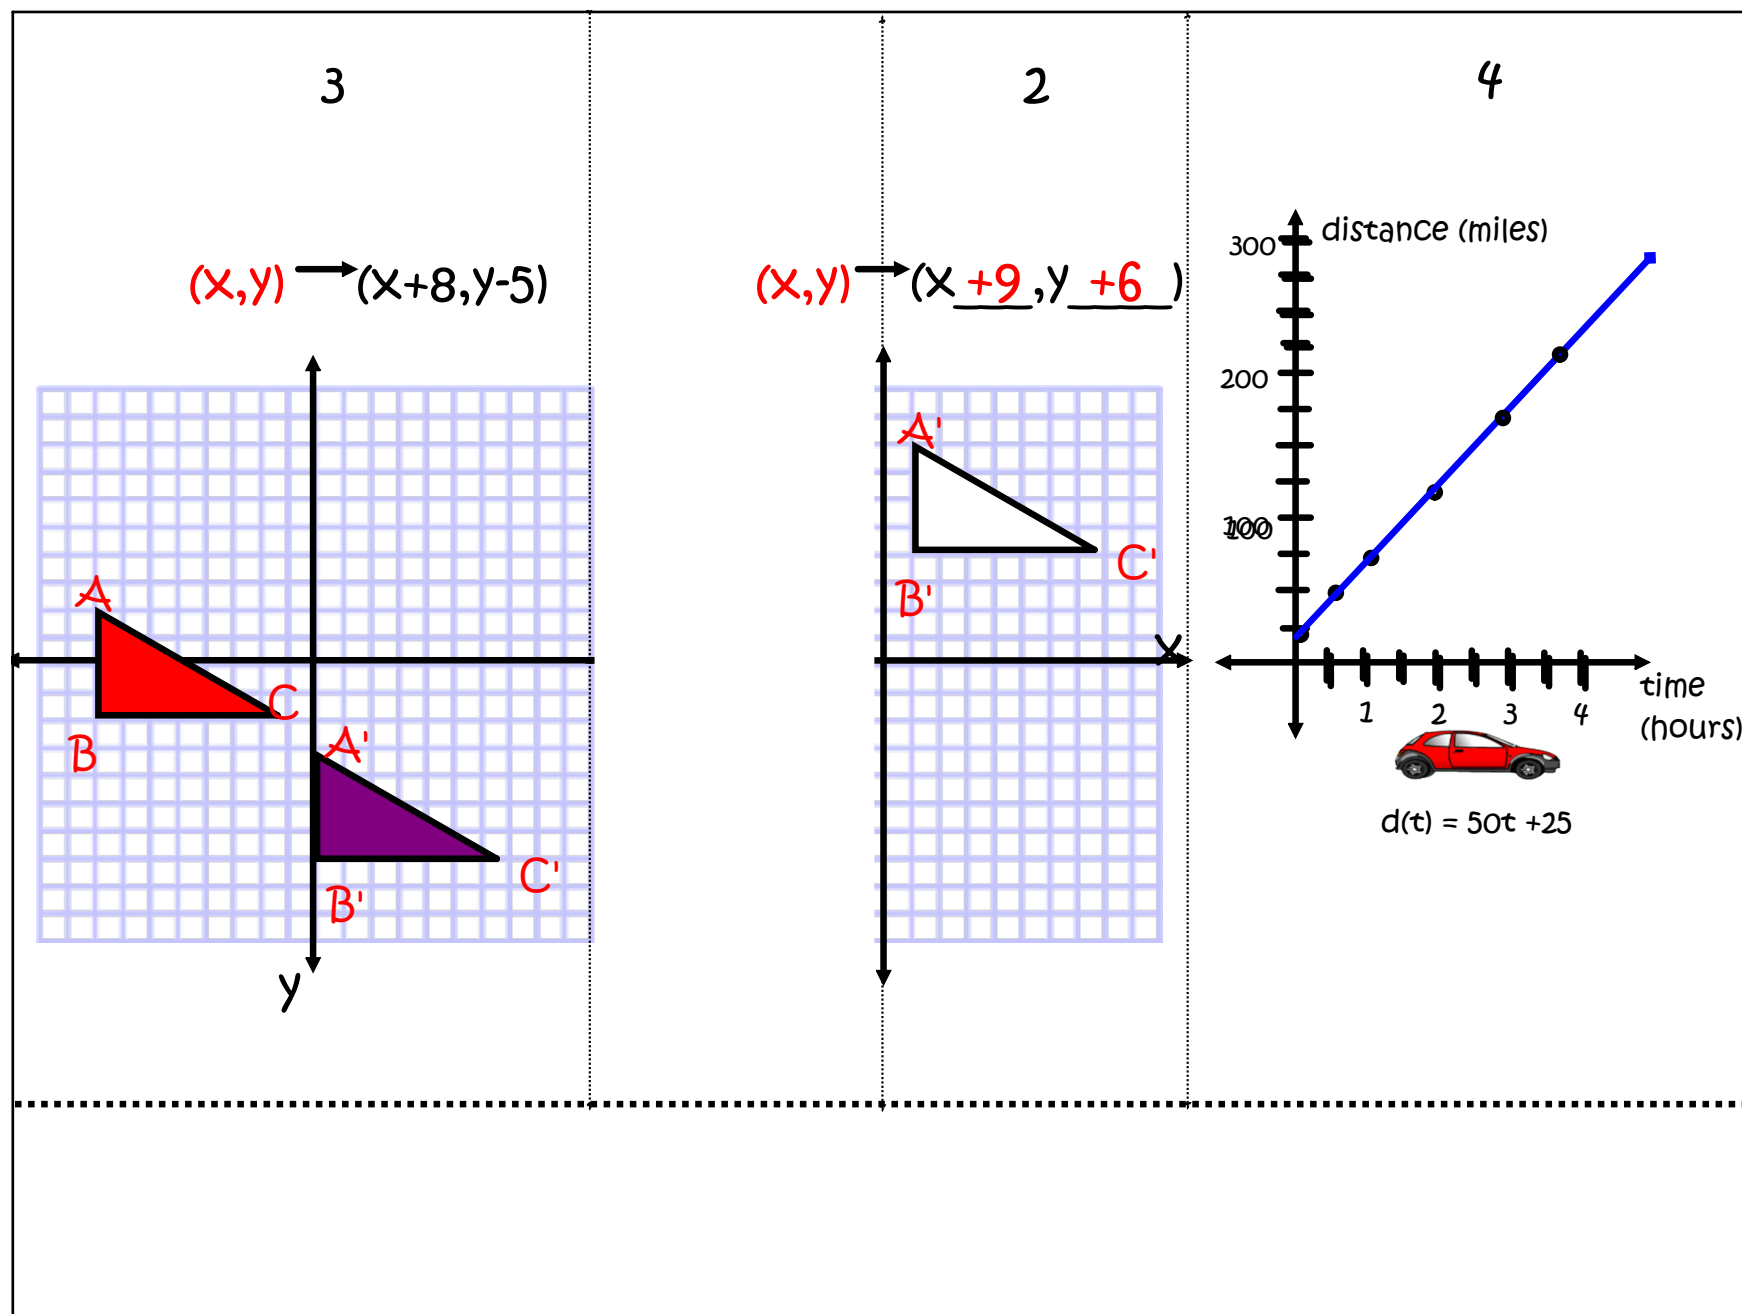 3
(x,y) (x+8,y-5)
A
C
B
A'
C'
B'
y
2
(x,y) (x +9 ,y +6 )
A'
C'
B'
x
4
distance (miles)
300
200
100
100
1 2 3 4
time
(hours)
d(t) = 50t +25